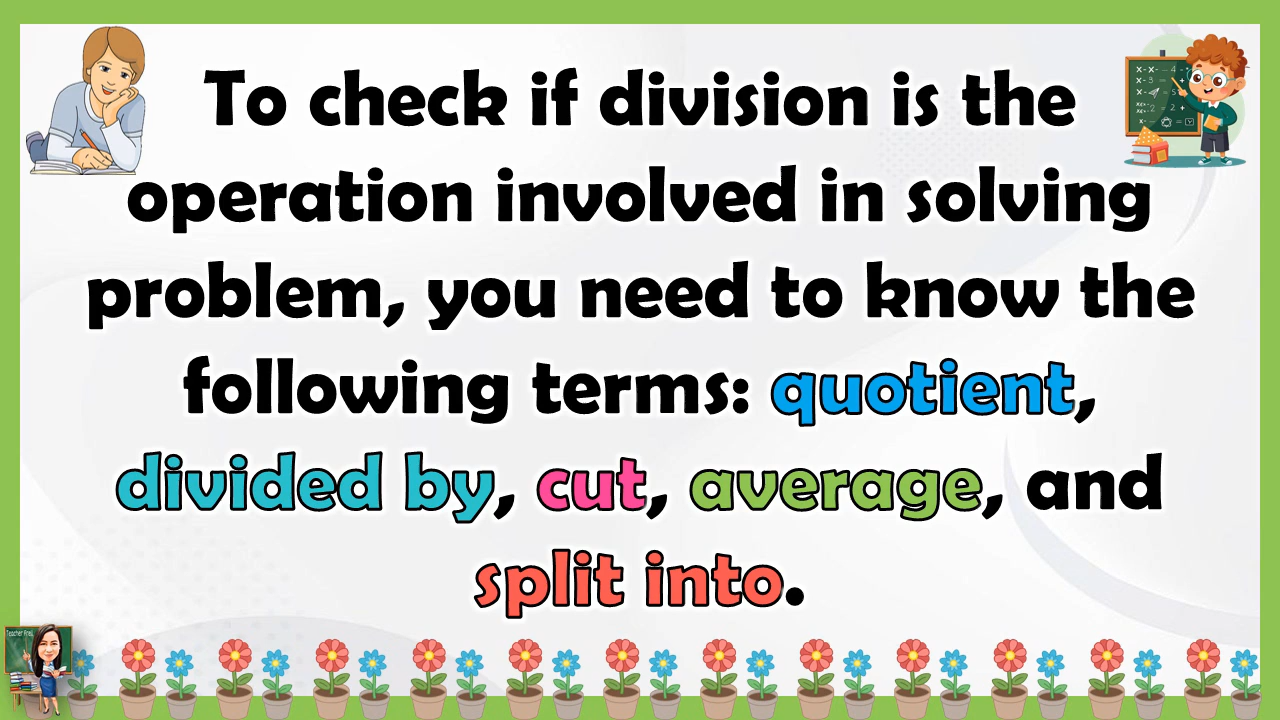 To check if division is the
operation involved in solving
problem, you need to know the
following terms: quotient,
divided by, cut, average, and
split into.